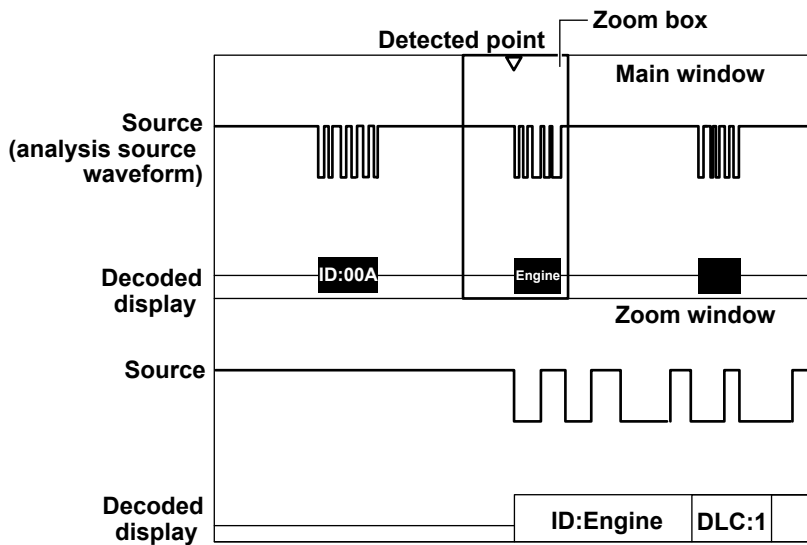 Zoom box
Detected point
Main window
Source
(analysis source
waveform)
ID:00A
Engine
Decoded
display
Zoom window
Source
Decoded
display
ID:Engine
DLC:1